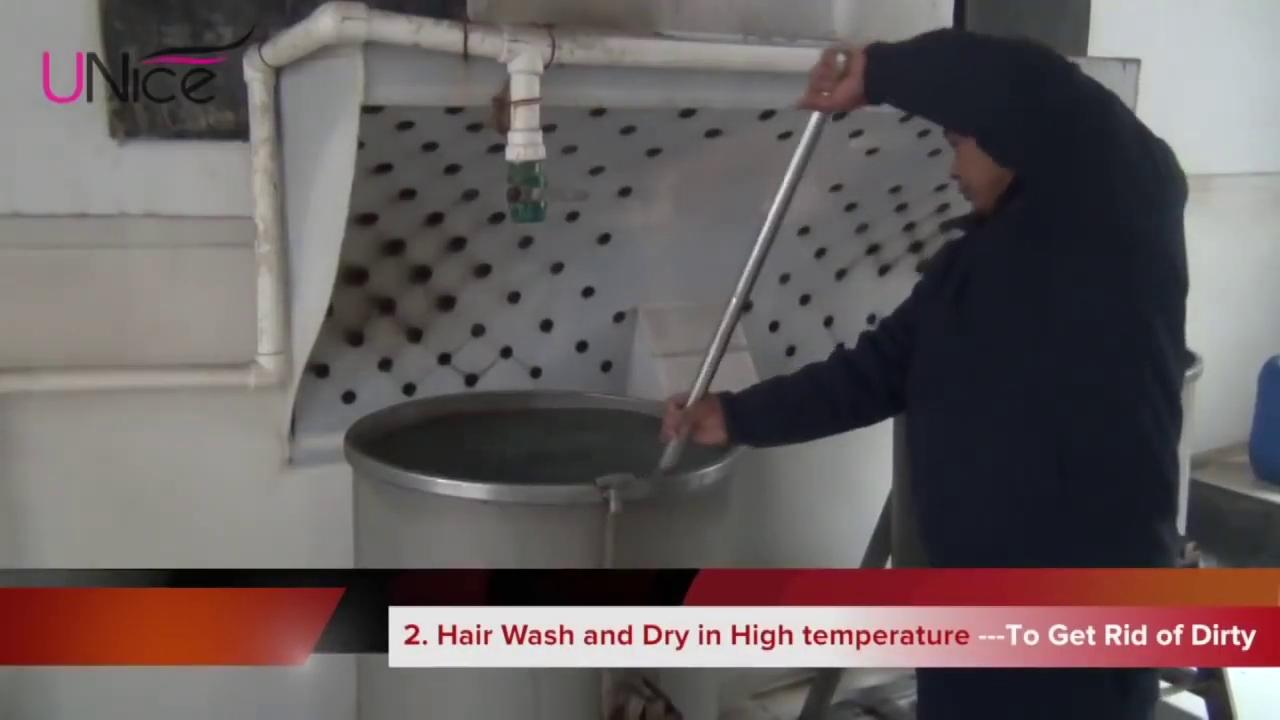 UNice
2. Hair Wash and Dry in High temperature ---To Get Rid of Dirty